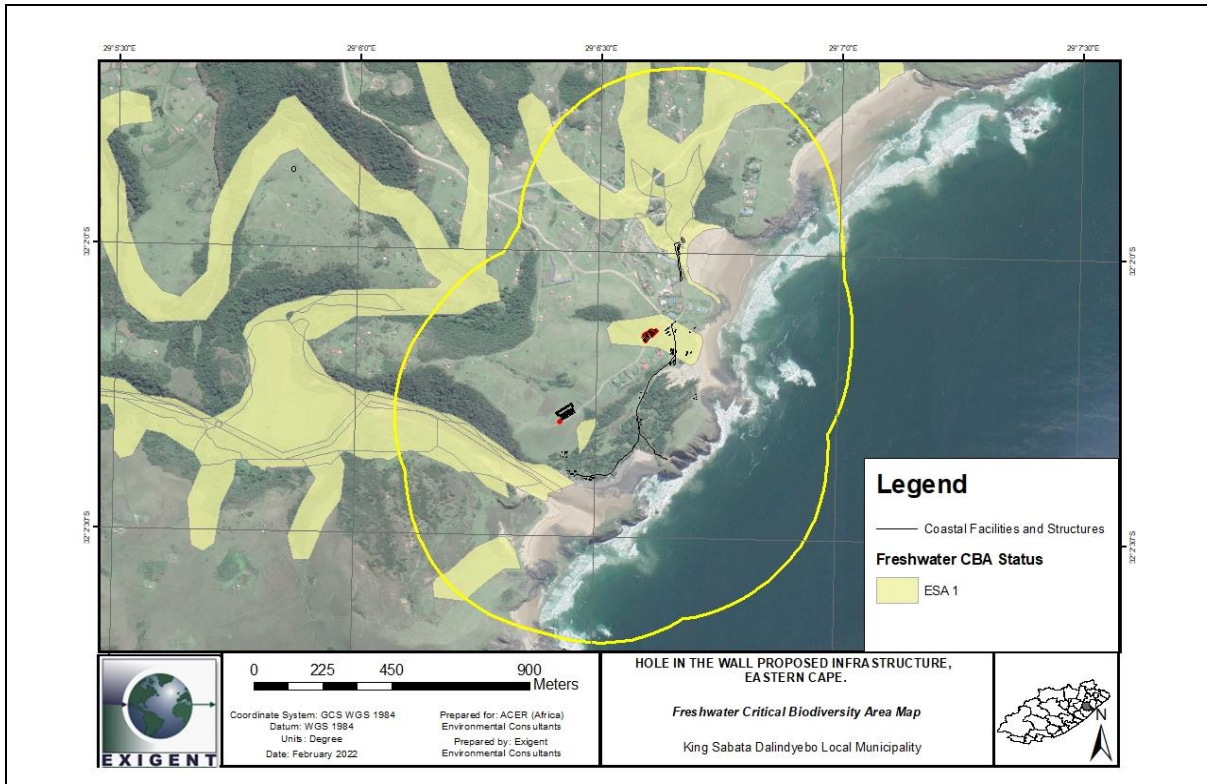 29°5'30"E 29°6'0"E 29°6'30"E 29°7'0"E 29°7'30"E
32°2'0"S
32°2'0"S
32°2'30"S
32°2'30"S
Legend
Coastal Facilities and Structures
Freshwater CBA Status
ESA 1
EXIGENT
0 225 450 900
Meters
Coordinate System: GCS WGS 1984
Datum: WGS 1984
Units: Degree
Date: February 2022
Prepared for: ACER (Africa)
Environmental Consultants
Prepared by: Exigent
Environmental Consultants
HOLE IN THE WALL PROPOSED INFRASTRUCTURE,
EASTERN CAPE.
Freshwater Critical Biodiversity Area Map
King Sabata Dalindyebo Local Municipality
N